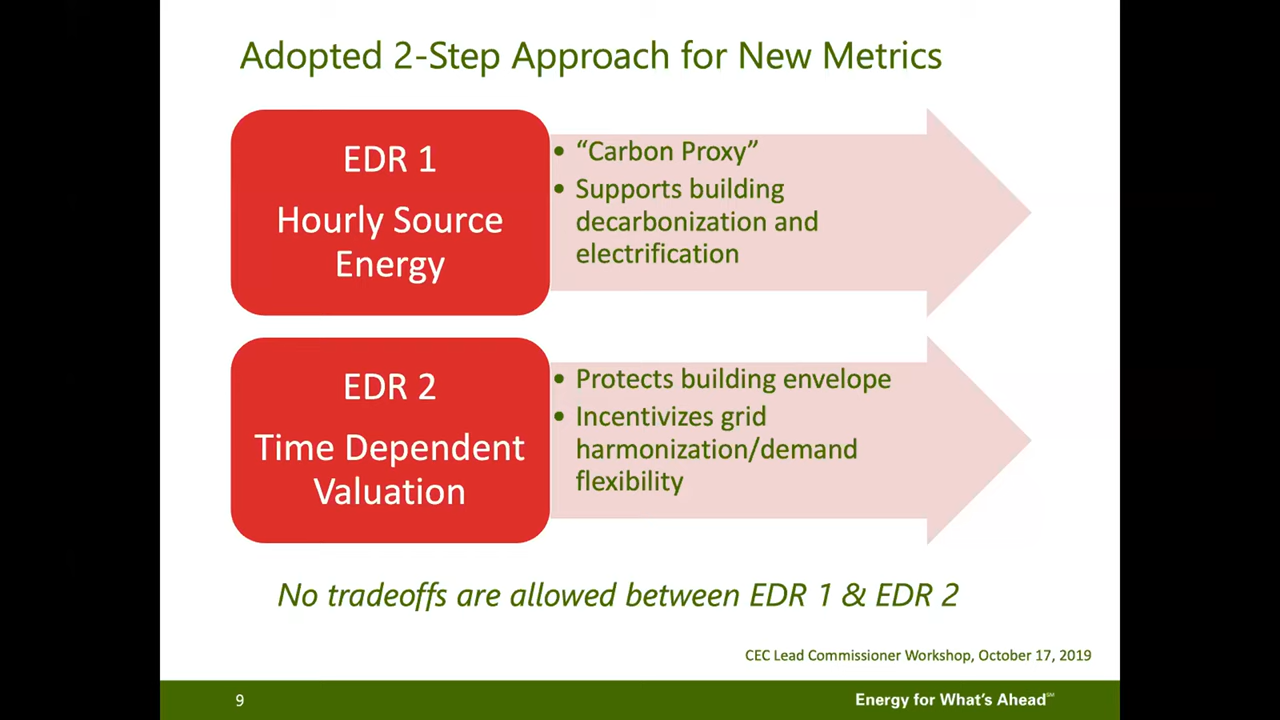 Adopted 2-Step Approach for New Metrics
EDR 1
Hourly Source
Energy
• “Carbon Proxy”
• Supports building
decarbonization and
electrification
EDR 2
Time Dependent
Valuation
• Protects building envelope
• Incentivizes grid
harmonization/demand
flexibility
No tradeoffs are allowed between EDR 1 & EDR 2
CEC Lead Commissioner Workshop, October 17, 2019
9
Energy for What’s Ahead℠